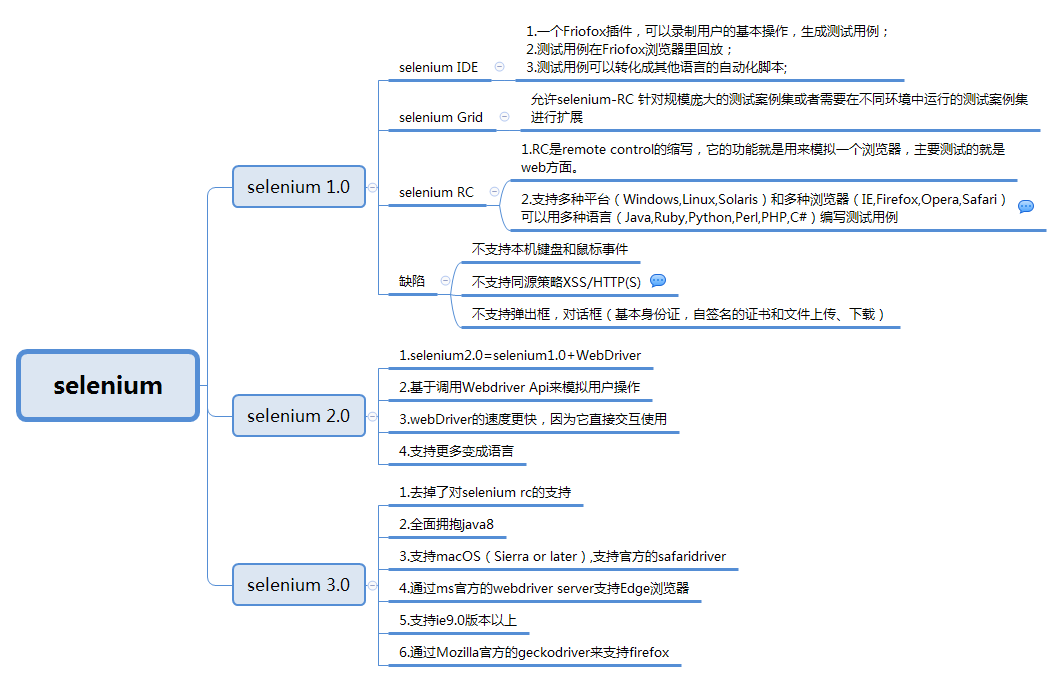 selenium
selenium 1.0
selenium IDE
1.一个Friofox插件，可以录制用户的基本操作，生成测试用例；
2.测试用例在Friofox浏览器里回放；
3.测试用例可以转化成其他语言的自动化脚本;
selenium Grid
允许selenium-RC 针对规模庞大的测试案例集或者需要在不同环境中运行的测试案例集
进行扩展
selenium RC
1.RC是remote control的缩写，它的功能就是用来模拟一个浏览器，主要测试的就是
web方面。
2.支持多种平台（Windows,Linux,Solaris）和多种浏览器（IE,Firefox,Opera,Safari）
可以用多种语言（Java,Ruby,Python,Perl,PHP,C#）编写测试用例
缺陷
不支持本机键盘和鼠标事件
不支持同源策略XSS/HTTP(S)
不支持弹出框，对话框（基本身份证，自签名的证书和文件上传、下载）
selenium 2.0
1.selenium2.0=selenium1.0+WebDriver
2.基于调用Webdriver Api来模拟用户操作
3.webDriver的速度更快，因为它直接交互使用
4.支持更多变成语言
selenium 3.0
1.去掉了对selenium rc的支持
2.全面拥抱java8
3.支持macOS（Sierra or later）,支持官方的safaridriver
4.通过ms官方的webdriver server支持Edge浏览器
5.支持ie9.0版本以上
6.通过Mozilla官方的geckodriver来支持firefox